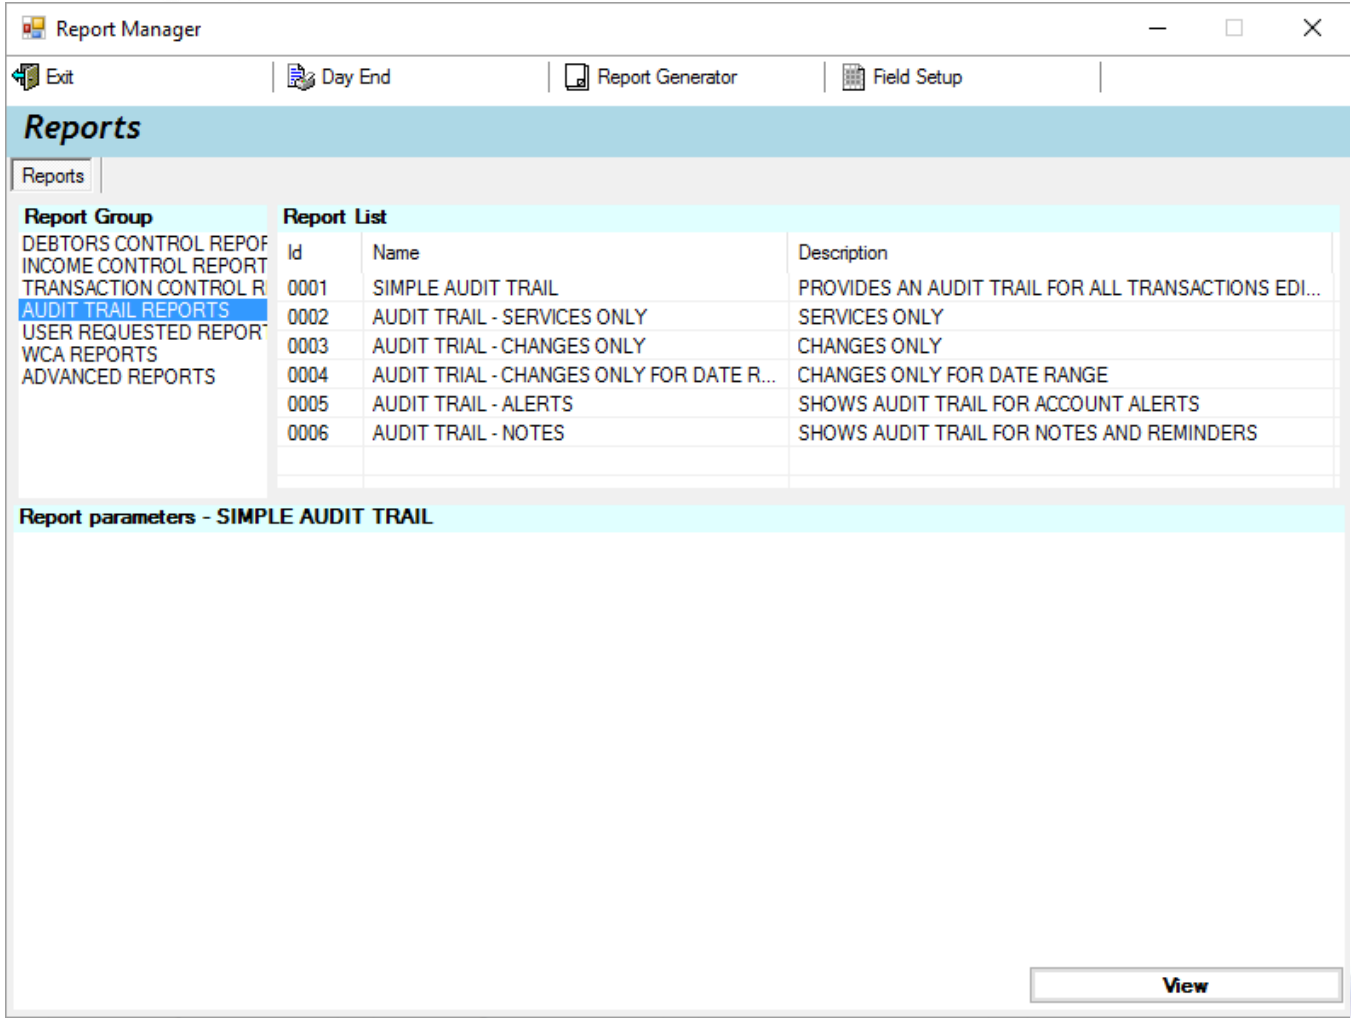 Report Manager
Exit Day End Report Generator Field Setup
Reports
Reports
Report Group
DEBTORS CONTROL REPOR
INCOME CONTROL REPORT
TRANSACTION CONTROL R
AUDIT TRAIL REPORTS
USER REQUESTED REPORT
WCA REPORTS
ADVANCED REPORTS
Report List
Id Name Description
0001 SIMPLE AUDIT TRAIL PROVIDES AN AUDIT TRAIL FOR ALL TRANSACTIONS EDI...
0002 AUDIT TRAIL - SERVICES ONLY SERVICES ONLY
0003 AUDIT TRIAL - CHANGES ONLY CHANGES ONLY
0004 AUDIT TRIAL - CHANGES ONLY FOR DATE R... CHANGES ONLY FOR DATE RANGE
0005 AUDIT TRAIL - ALERTS SHOWS AUDIT TRAIL FOR ACCOUNT ALERTS
0006 AUDIT TRAIL - NOTES SHOWS AUDIT TRAIL FOR NOTES AND REMINDERS
Report parameters - SIMPLE AUDIT TRAIL
View